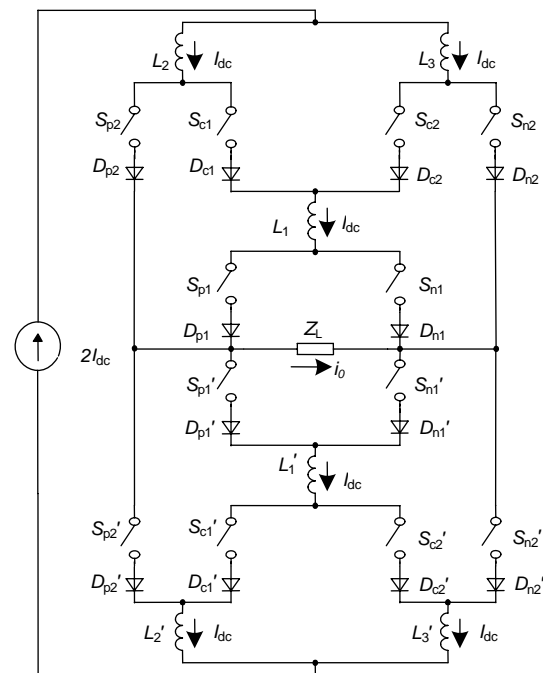 L2 Idc L3 Idc
Sp2 Sc1 Sc2 Sn2
Dp2 Dc1 Dc2 Dn2
L1 Idc
Sp1 Sn1
2Idc Dp1 ZL Dn1
Sp1' i0 Sn1'
Dp1' Dn1'
L1' Idc
Sp2' Sc1' Sc2' Sn2'
Dp2' Dc1' Dc2' Dn2'
L2' Idc L3' Idc